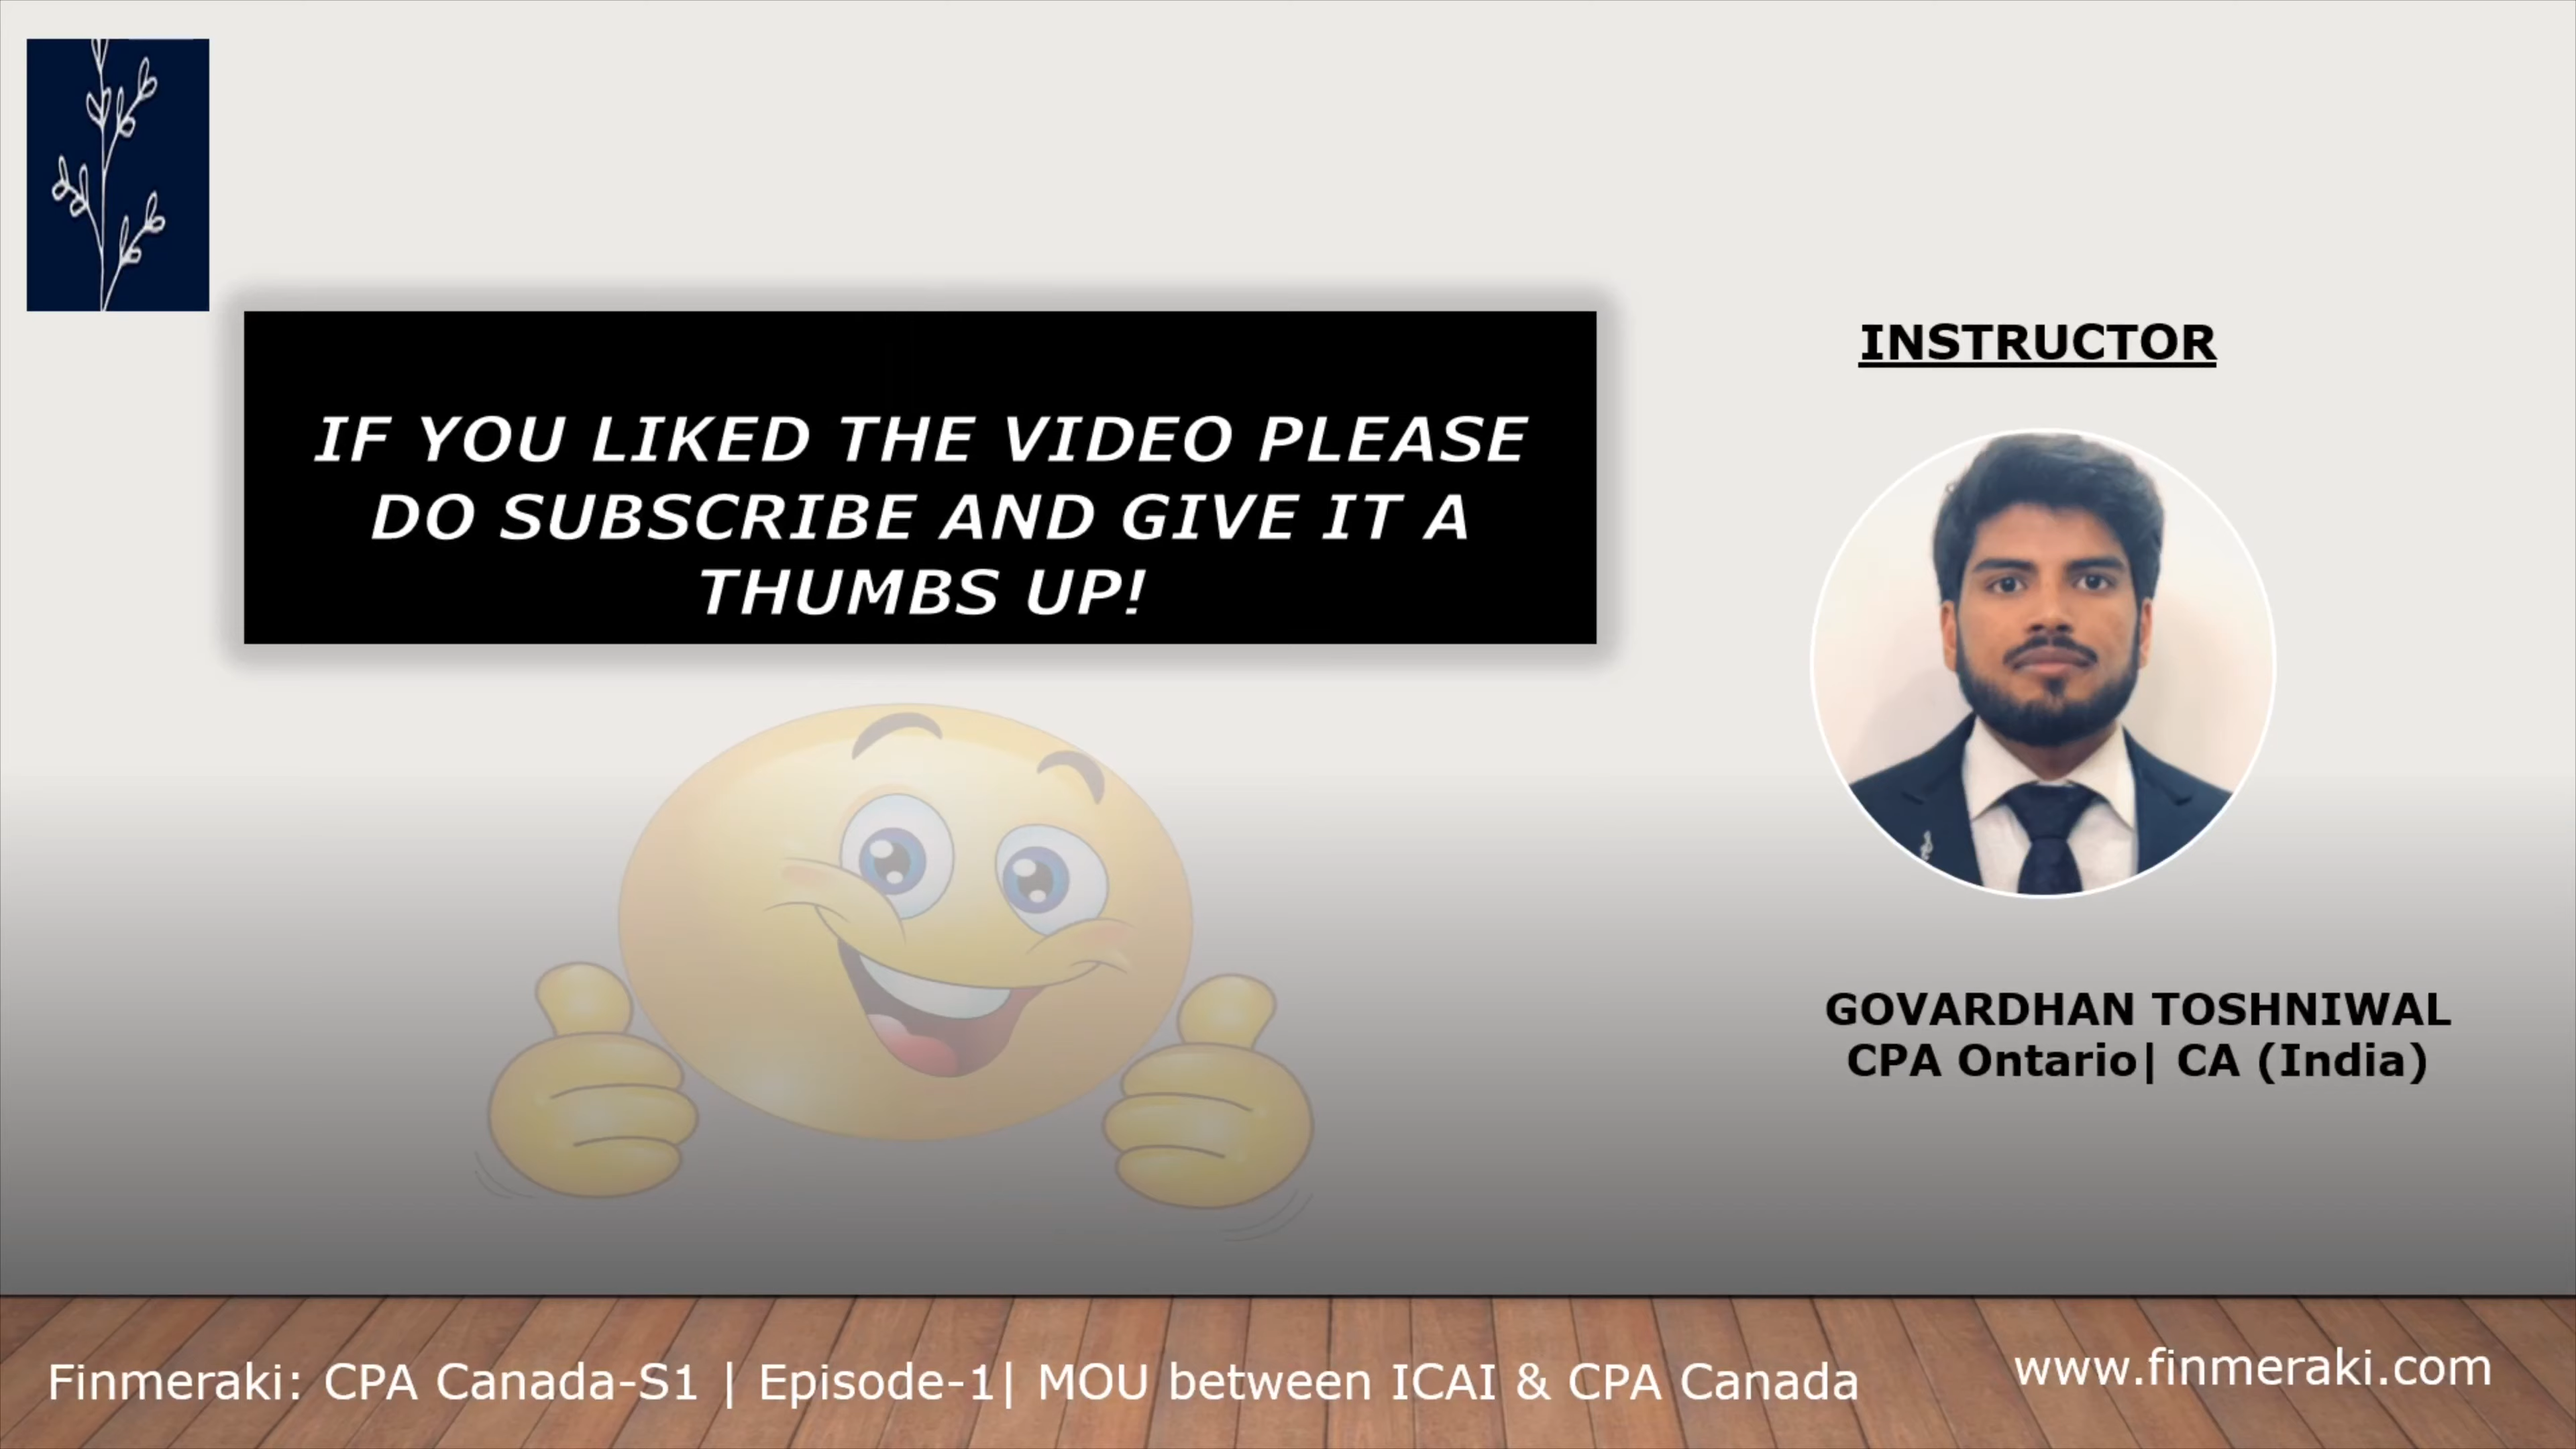 IF YOU LIKED THE VIDEO PLEASE
DO SUBSCRIBE AND GIVE IT A
THUMBS UP!
INSTRUCTOR
GOVARDHAN TOSHNIWAL
CPA Ontario| CA (India)
Finmeraki: CPA Canada-S1 | Episode-1| MOU between ICAI & CPA Canada
www.finmeraki.com